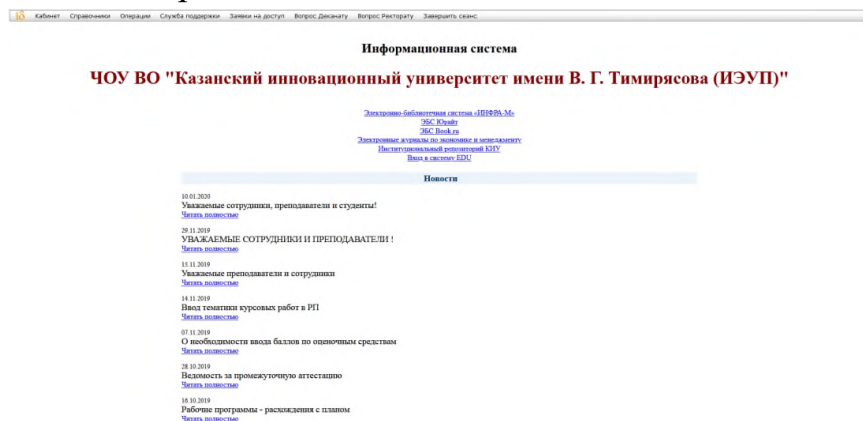 Кабинет Справочники Операции Служба поддержки Заявки на доступ Вопрос Деканату Вопрос Ректорату Завершить сеанс
Информационная система
ЧОУ ВО "Казанский инновационный университет имени В. Г. Тимирясова (ИЭУП)"
Электронно-библиотечная система «ИНФРА-М»
ЭБС Юрайт
ЭБС Book.ru
Электронные журналы по экономике и менеджменту
Институциональный репозиторий КИУ
Вход в систему EDU
Новости
10.01.2020
Уважаемые сотрудники, преподаватели и студенты!
Читать полностью
29.11.2019
УВАЖАЕМЫЕ СОТРУДНИКИ И ПРЕПОДАВАТЕЛИ !
Читать полностью
15.11.2019
Уважаемые преподаватели и сотрудники
Читать полностью
14.11.2019
Ввод тематики курсовых работ в РП
Читать полностью
07.11.2019
О необходимости ввода баллов по оценочным средствам
Читать полностью
28.10.2019
Ведомость за промежуточную аттестацию
Читать полностью
16.10.2019
Рабочие программы - расхождения с планом
Читать полностью